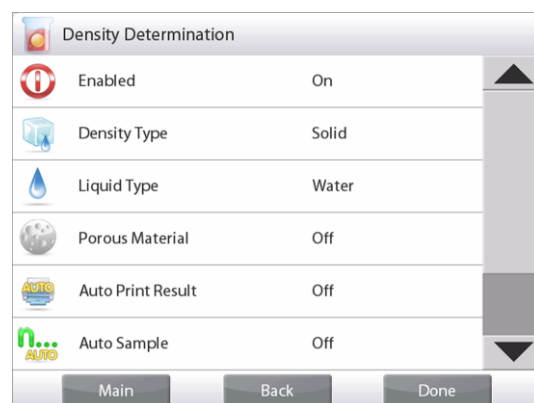 Density Determination
Enabled On
Density Type Solid
Liquid Type Water
Porous Material Off
AUTO
Auto Print Result Off
n...
AUTO
Auto Sample Off
Main Back Done